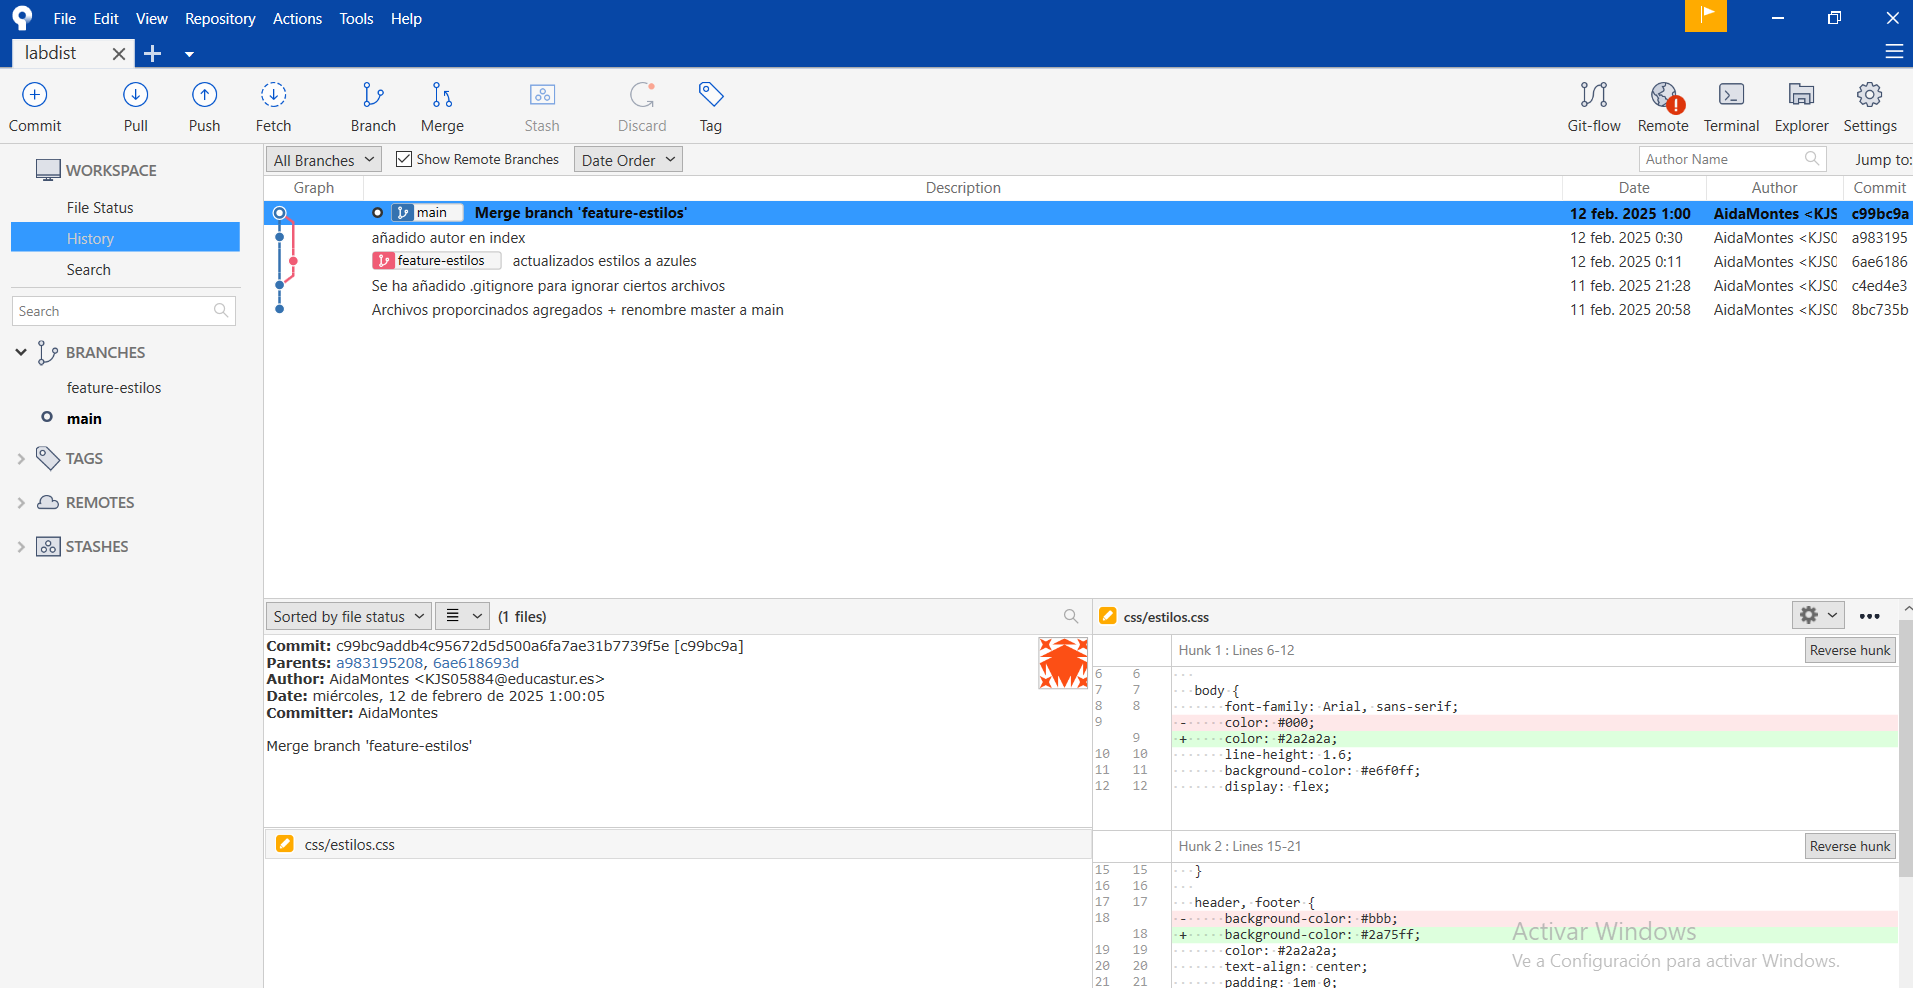 File Edit View Repository Actions Tools Help
labdist
Commit Pull Push Fetch Branch Merge Stash Discard Tag Git-flow Remote Terminal Explorer Settings
WORKSPACE
File Status
History
Search
Search
BRANCHES
feature-estilos
main
TAGS
REMOTES
STASHES
All Branches Show Remote Branches Date Order Author Name Jump to:
Graph Description Date Author Commit
main Merge branch 'feature-estilos' 12 feb. 2025 1:00 AidaMontes <KJS c99bc9a
añadido autor en index 12 feb. 2025 0:30 AidaMontes <KJS0 a983195
feature-estilos actualizados estilos a azules 12 feb. 2025 0:11 AidaMontes <KJS0 6ae6186
Se ha añadido .gitignore para ignorar ciertos archivos 11 feb. 2025 21:28 AidaMontes <KJS0 c4ed4e3
Archivos proporcinados agregados + renombre master a main 11 feb. 2025 20:58 AidaMontes <KJS0 8bc735b
Sorted by file status (1 files)
Commit: c99bc9addb4c95672d5d500a6fa7ae31b7739f5e [c99bc9a]
Parents: a983195208, 6ae618693d
Author: AidaMontes <KJS05884@educastur.es>
Date: miércoles, 12 de febrero de 2025 1:00:05
Committer: AidaMontes
Merge branch 'feature-estilos'
css/estilos.css
css/estilos.css
Hunk 1 : Lines 6-12 Reverse hunk
6 6
7 7 body {
8 8 font-family: Arial, sans-serif;
9 - color: #000;
9 + color: #2a2a2a;
10 10 line-height: 1.6;
11 11 background-color: #e6f0ff;
12 12 display: flex;
Hunk 2 : Lines 15-21 Reverse hunk
15 15 }
16 16
17 17 header, footer {
18 - background-color: #bbb;
18 + background-color: #2a75ff;
19 19 color: #2a2a2a;
20 20 text-align: center;
21 21 padding: 1em 0;
Activar Windows
Ve a Configuración para activar Windows.